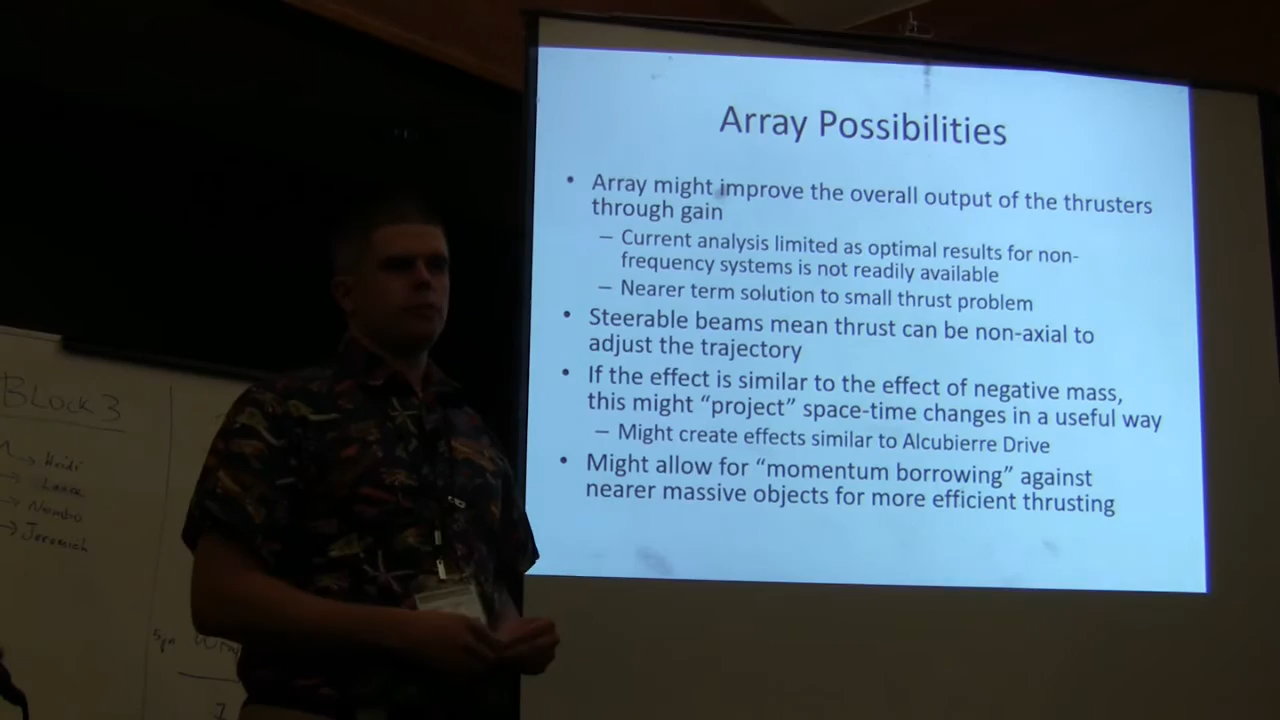 Array Possibilities
• Array might improve the overall output of the thrusters
through gain
– Current analysis limited as optimal results for non-
frequency systems is not readily available
– Nearer term solution to small thrust problem
• Steerable beams mean thrust can be non-axial to
adjust the trajectory
• If the effect is similar to the effect of negative mass,
this might “project” space-time changes in a useful way
– Might create effects similar to Alcubierre Drive
• Might allow for “momentum borrowing” against
nearer massive objects for more efficient thrusting
BLOCK 3
→ Heidi
→ Lance
→ Nembo
→ Jeremiah
5pm